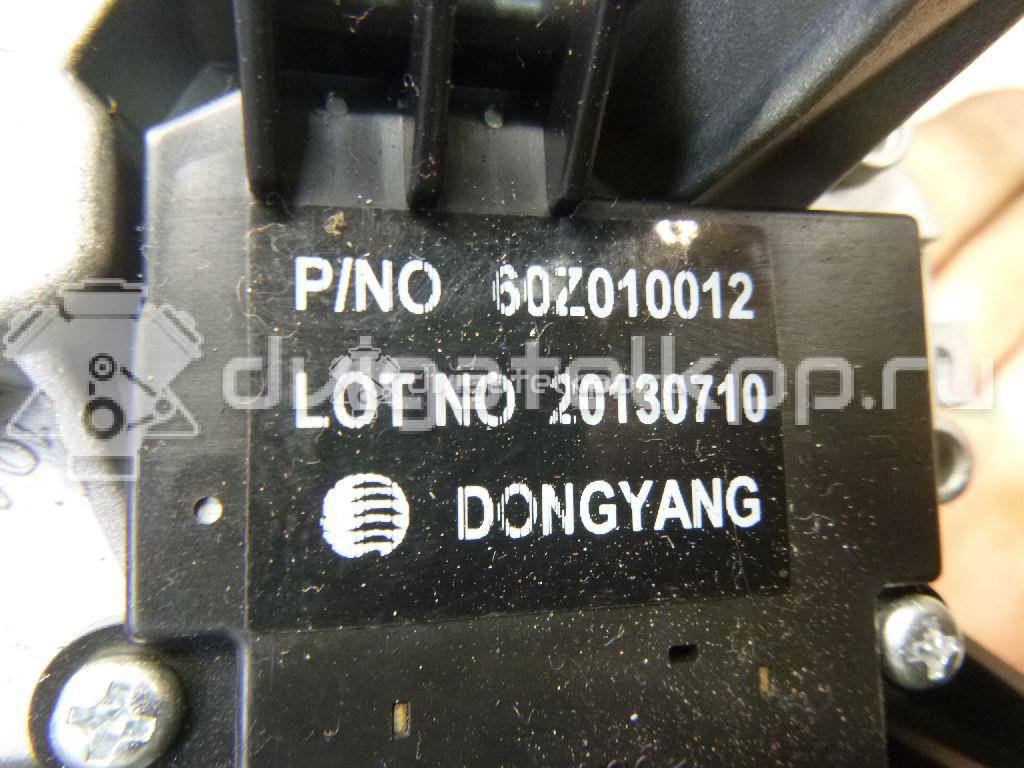 P/NO 60Z010012
LOT NO 20130710
DONGYANG
dvigatelkop.ru